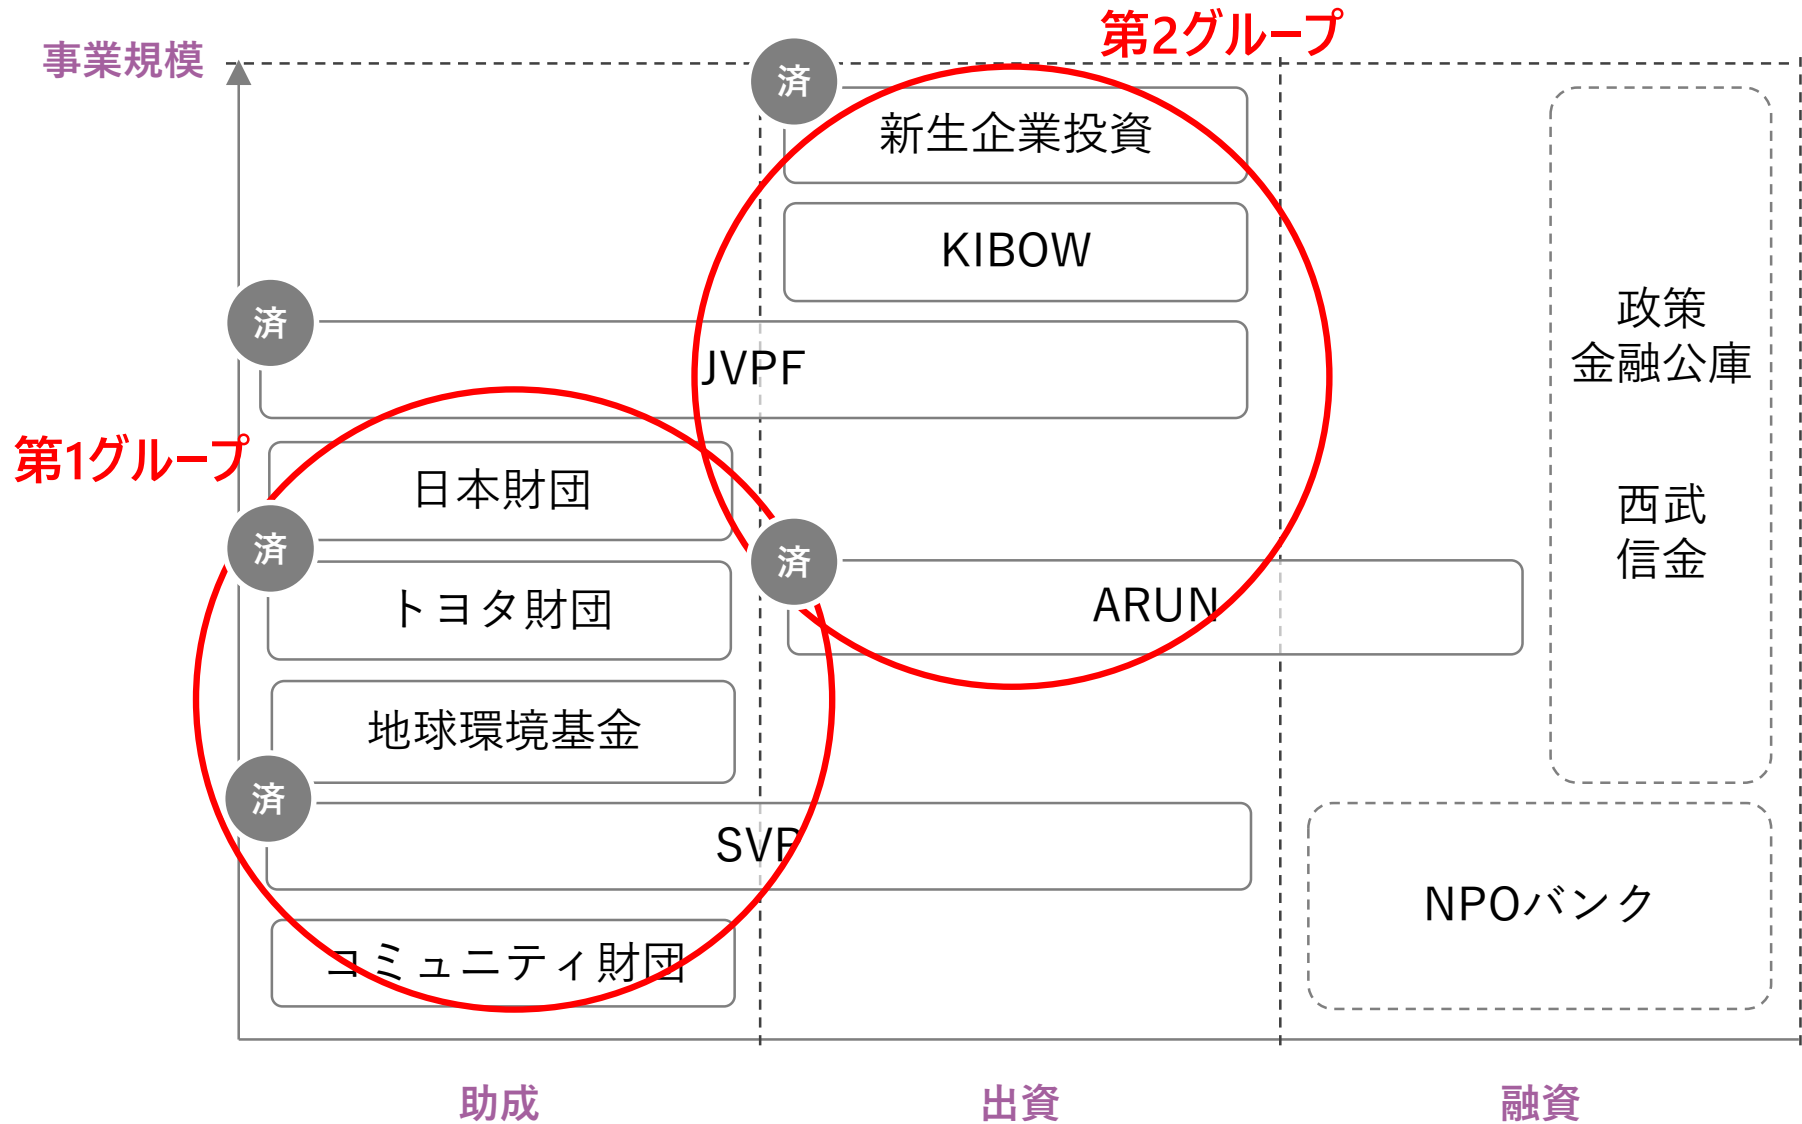 第2グループ
事業規模
済
新生企業投資
KIBOW
済
JVPF
政策
金融公庫
第1グループ
日本財団
西武
信金
済
済
トヨタ財団
ARUN
地球環境基金
済
SVP
NPOバンク
コミュニティ財団
助成
出資
融資